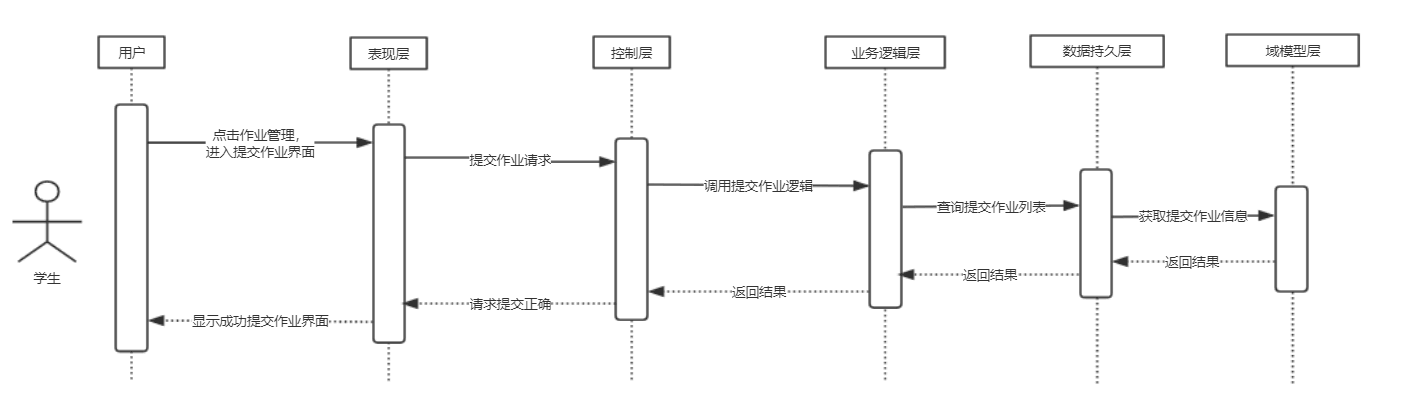 用户
表现层
控制层
业务逻辑层
数据持久层
域模型层
点击作业管理,
进入提交作业界面
提交作业请求
调用提交作业逻辑
查询提交作业列表
获取提交作业信息
返回结果
返回结果
返回结果
请求提交正确
显示成功提交作业界面
学生